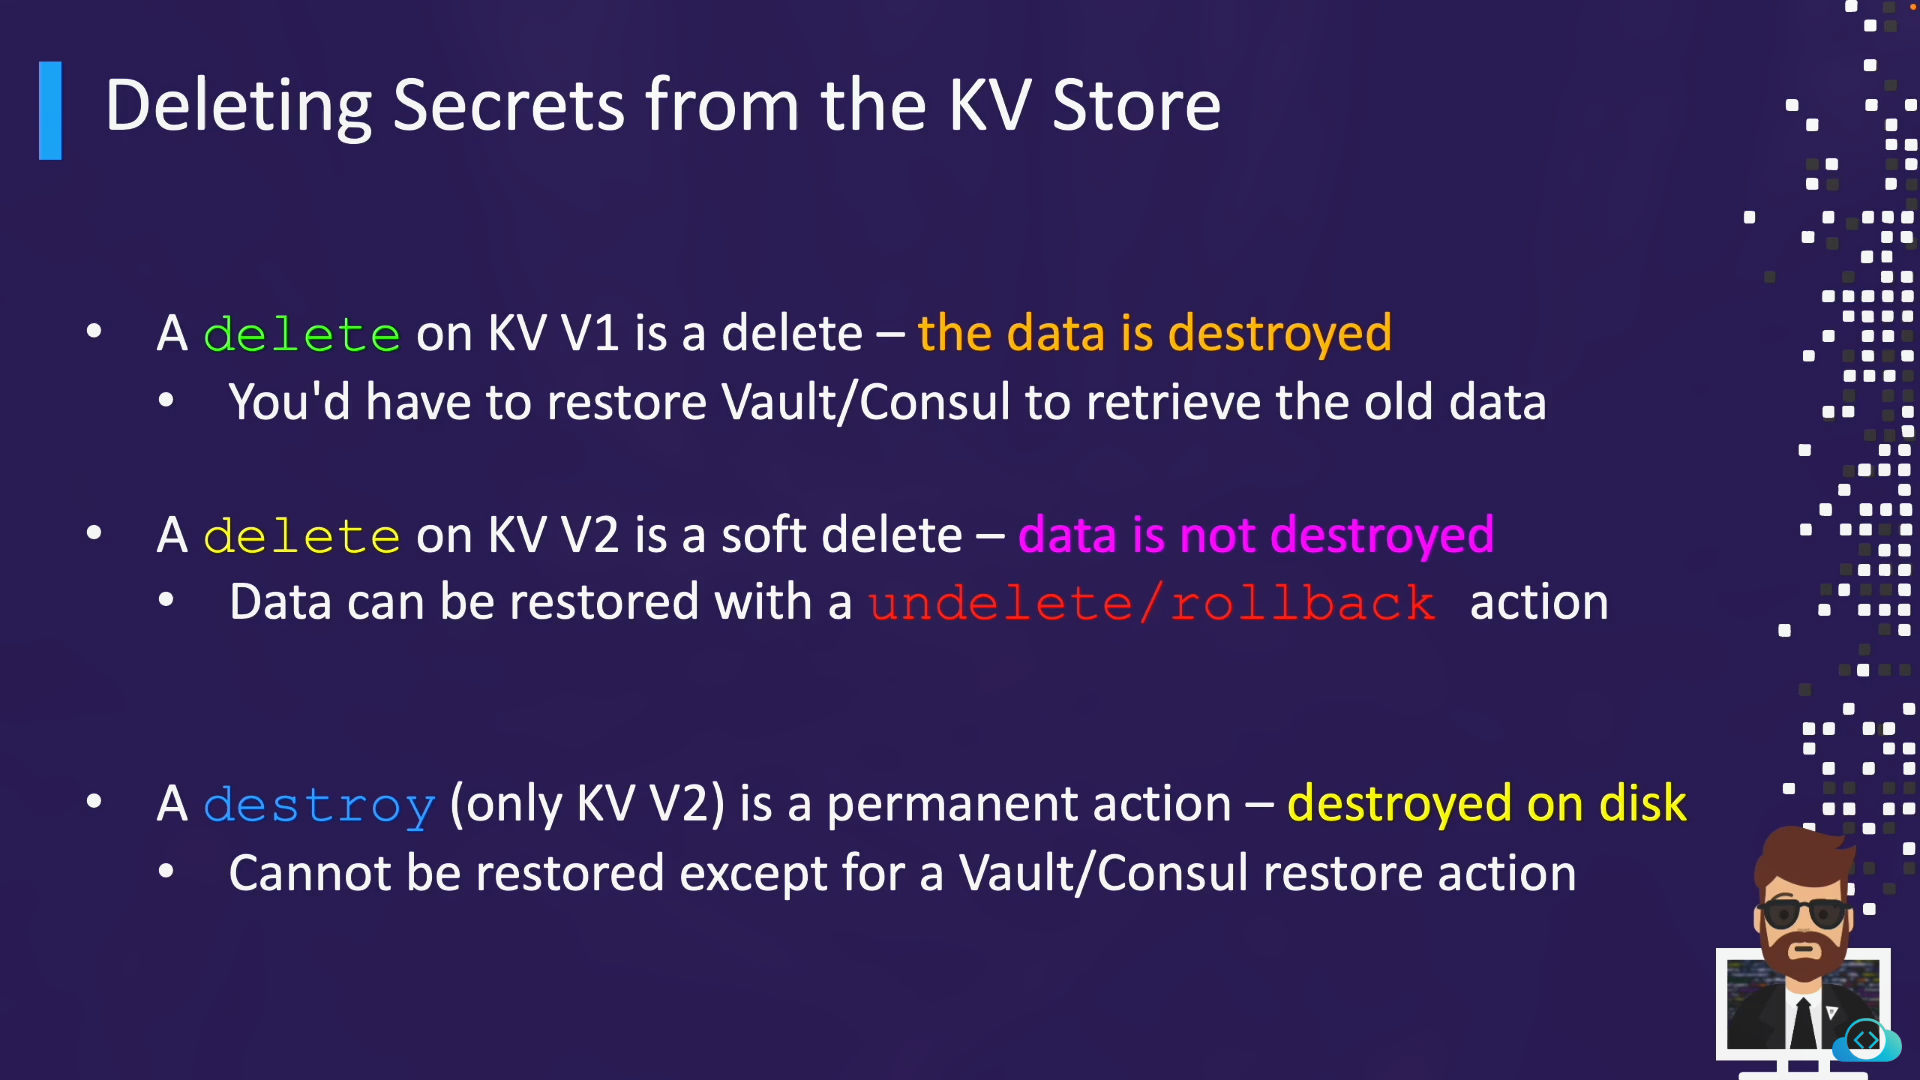 Deleting Secrets from the KV Store
• A delete on KV V1 is a delete – the data is destroyed
• You'd have to restore Vault/Consul to retrieve the old data
• A delete on KV V2 is a soft delete – data is not destroyed
• Data can be restored with a undelete/rollback action
• A destroy (only KV V2) is a permanent action – destroyed on disk
• Cannot be restored except for a Vault/Consul restore action